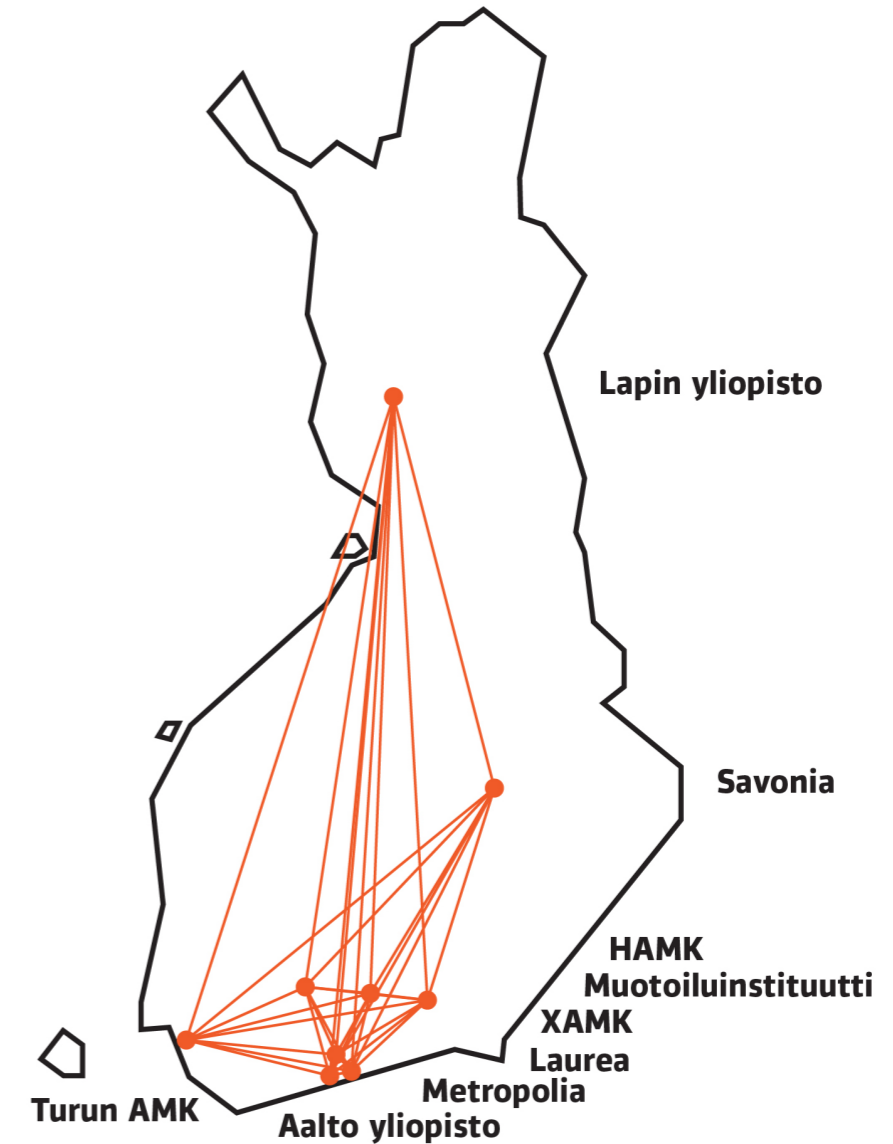 Lapin yliopisto
Savonia
HAMK
Muotoiluinstituutti
XAMK
Laurea
Metropolia
Turun AMK
Aalto yliopisto